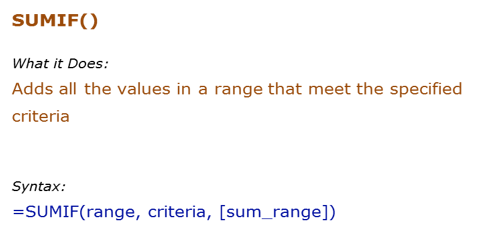 SUMIF()
What it Does:
Adds all the values in a range that meet the specified
criteria
Syntax:
=SUMIF(range, criteria, [sum_range])